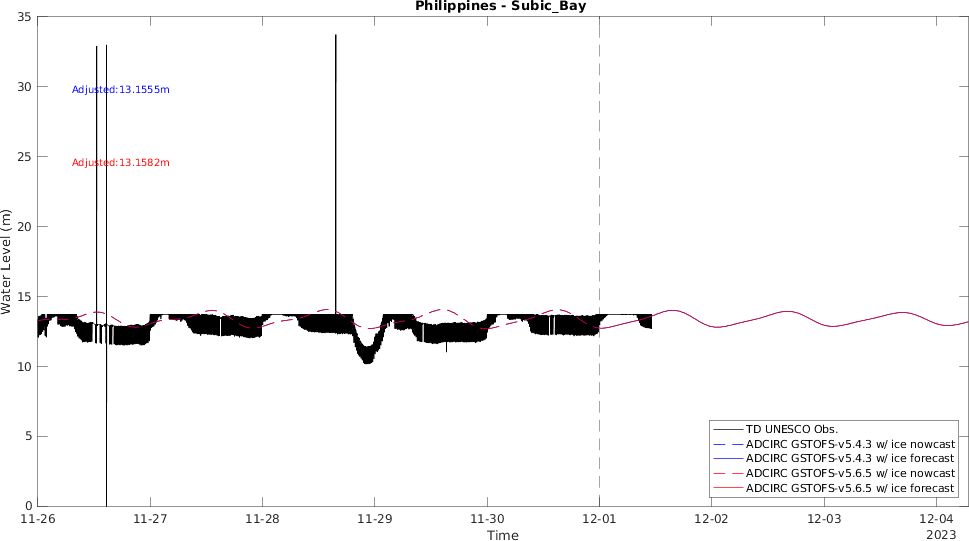 Philippines - Subic_Bay
35
30
25
20
15
10
5
0
Water Level (m)
Adjusted:13.1555m
Adjusted:13.1582m
TD UNESCO Obs.
ADCIRC GSTOFS-v5.4.3 w/ ice nowcast
ADCIRC GSTOFS-v5.4.3 w/ ice forecast
ADCIRC GSTOFS-v5.6.5 w/ ice nowcast
ADCIRC GSTOFS-v5.6.5 w/ ice forecast
11-26 11-27 11-28 11-29 11-30 12-01 12-02 12-03 12-04
Time
2023